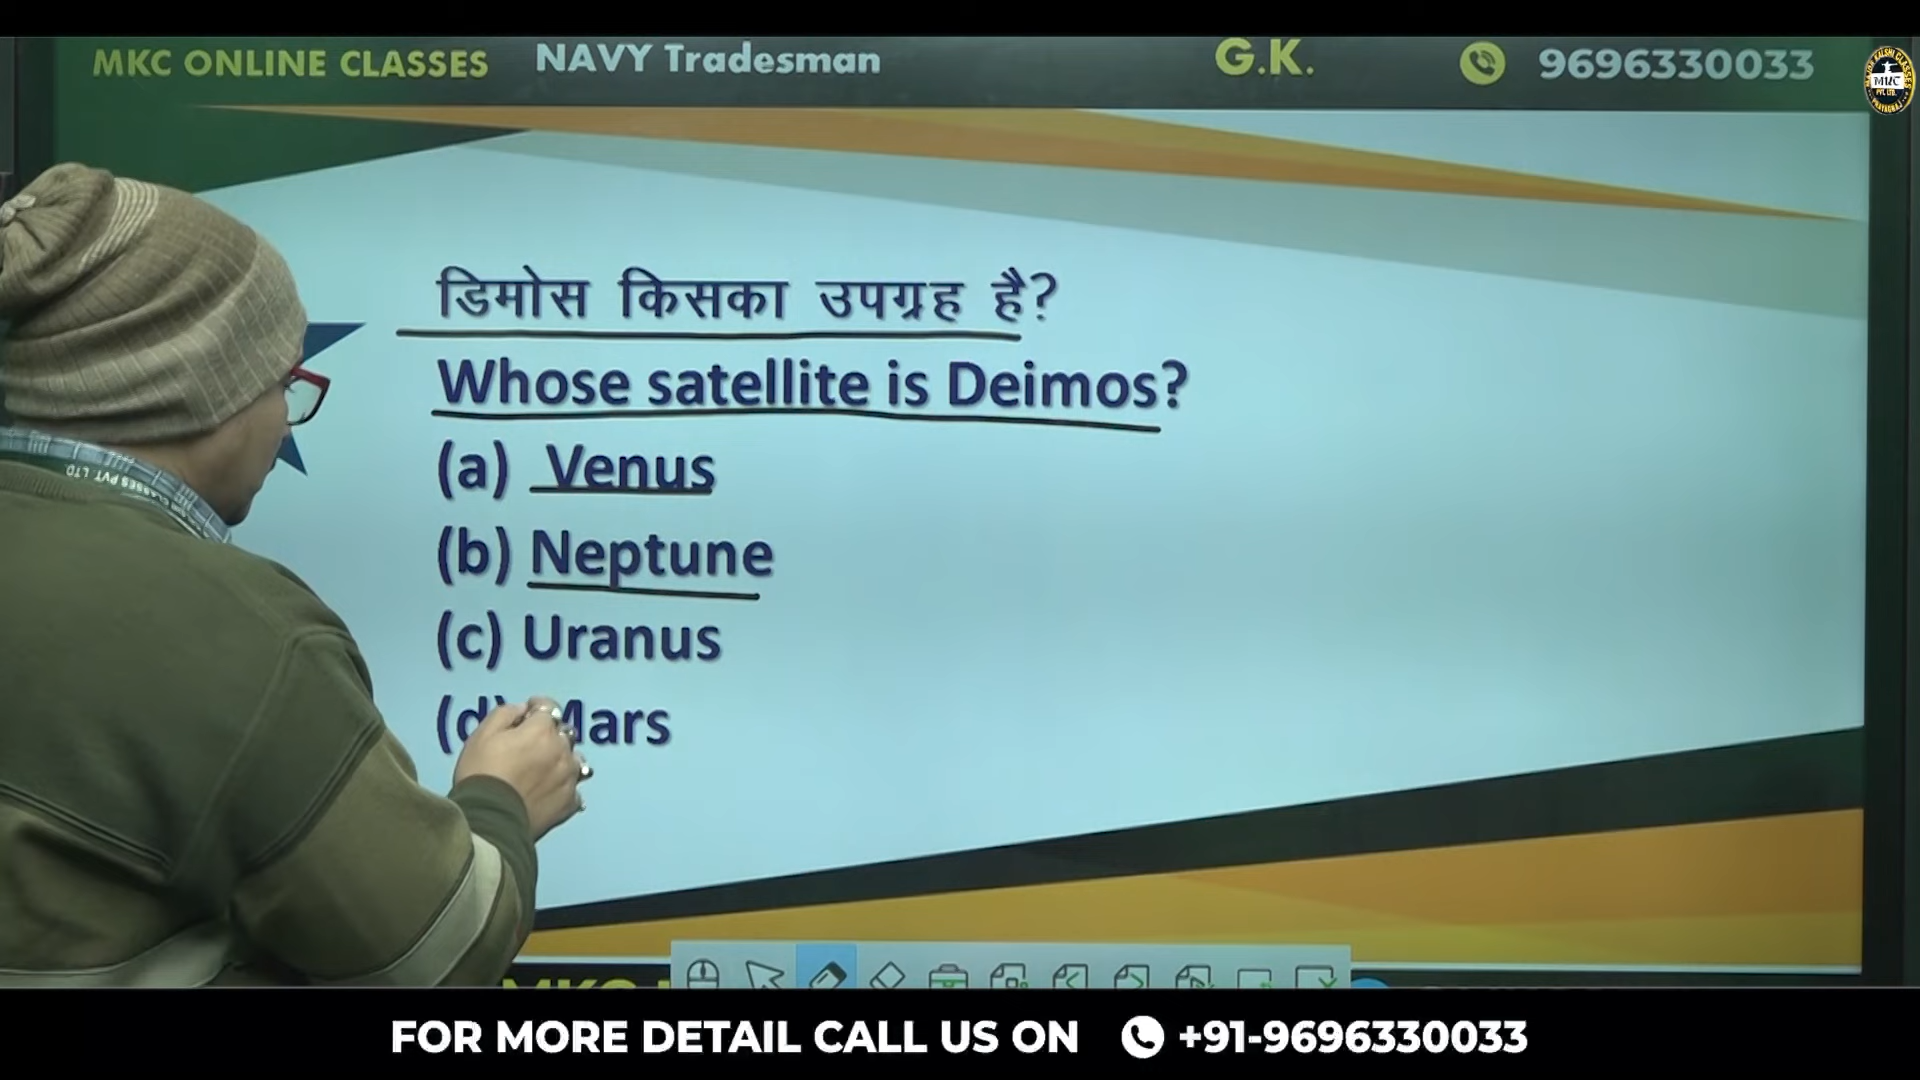 MKC ONLINE CLASSES NAVY Tradesman G.K. 9696330033
डिमोस किसका उपग्रह है?
Whose satellite is Deimos?
(a) Venus
(b) Neptune
(c) Uranus
(d) Mars
FOR MORE DETAIL CALL US ON +91-9696330033